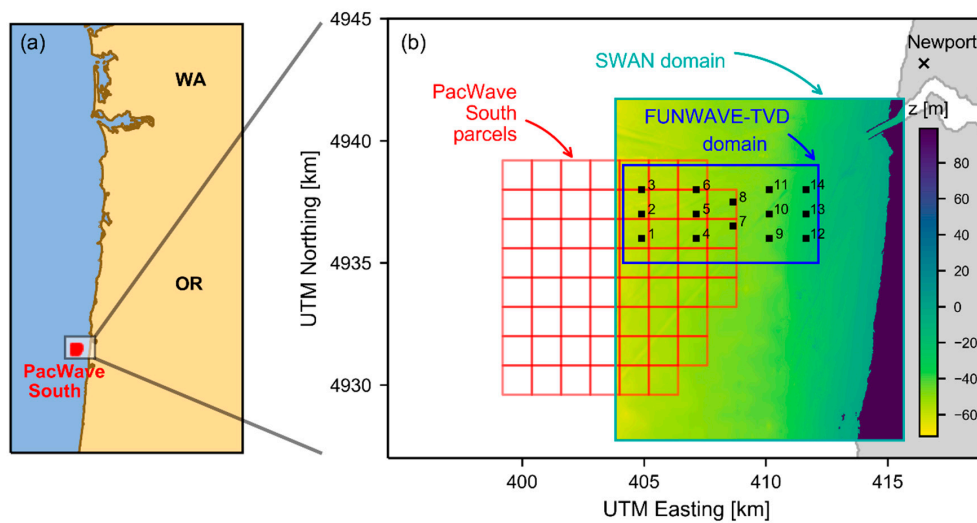 (a)
WA
OR
PacWave
South
(b)
4945
4940
4935
4930
UTM Northing [km]
400
405
410
415
UTM Easting [km]
SWAN domain
PacWave
South
parcels
FUNWAVE-TVD
domain
Newport
z [m]
80
60
40
20
0
−20
−40
−60
3
6
11
14
8
2
5
10
13
7
1
4
9
12